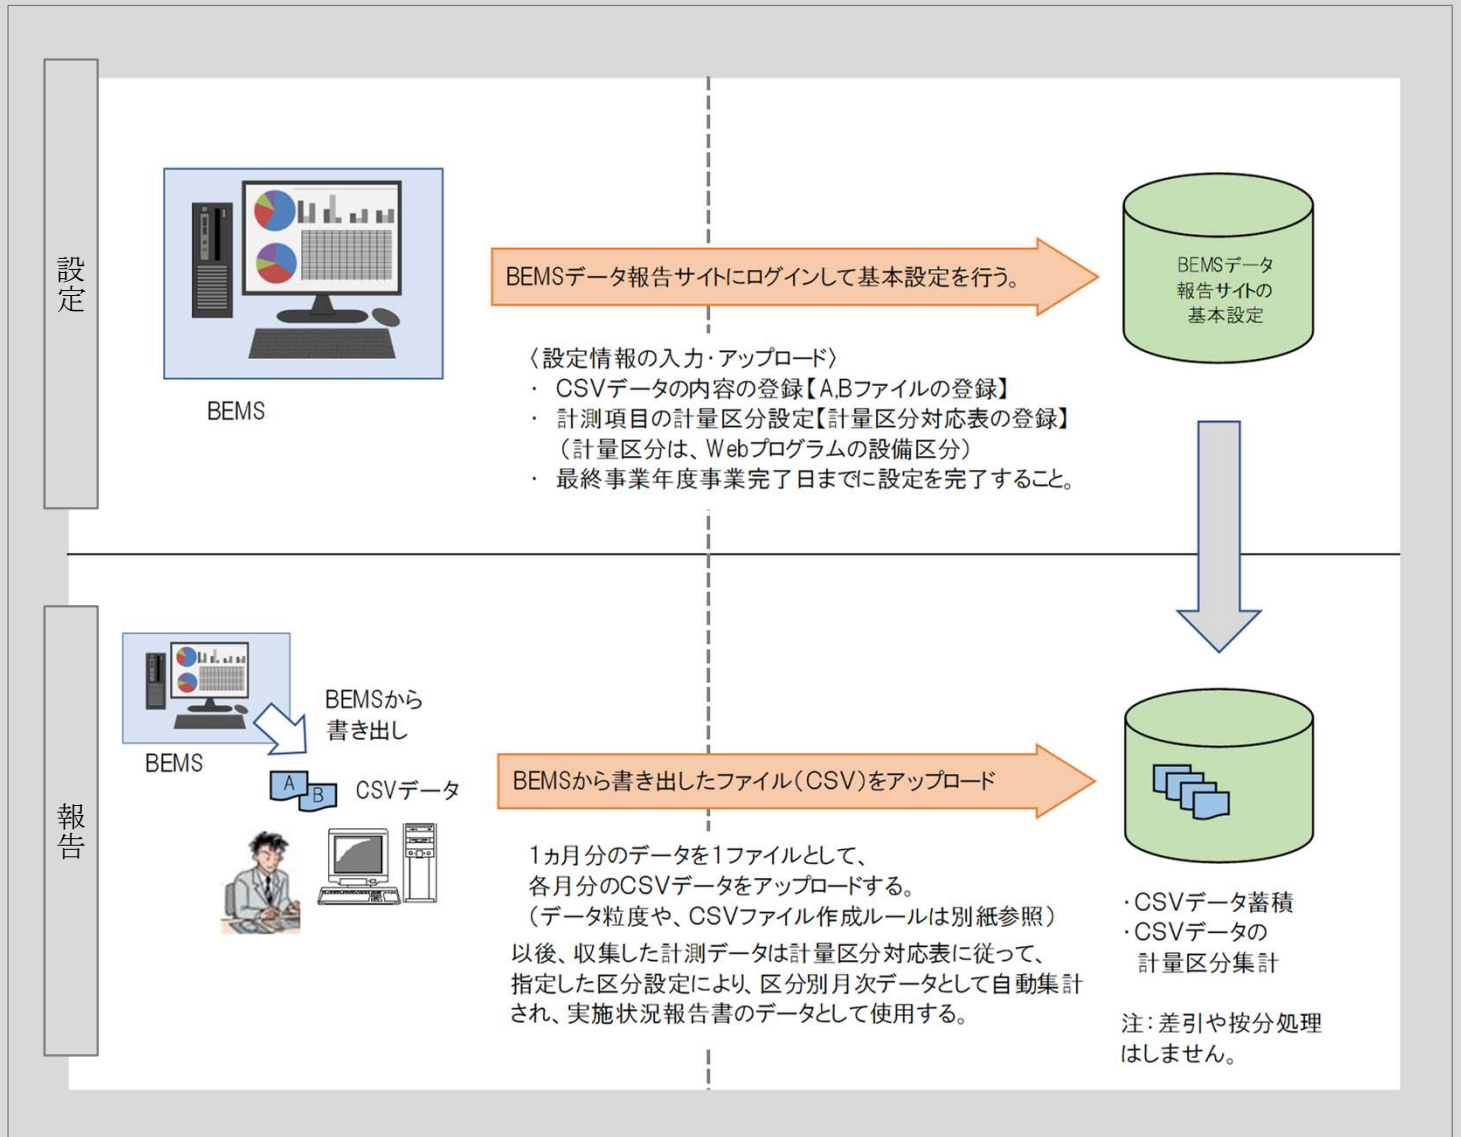 設定
BEMS
BEMSデータ報告サイトにログインして基本設定を行う。
〈設定情報の入力・アップロード〉
・ CSVデータの内容の登録【A,Bファイルの登録】
・ 計測項目の計量区分設定【計量区分対応表の登録】
（計量区分は、Webプログラムの設備区分）
・ 最終事業年度事業完了日までに設定を完了すること。
BEMSデータ
報告サイトの
基本設定
報告
BEMS
BEMSから
書き出し
A
B
CSVデータ
BEMSから書き出したファイル（CSV）をアップロード
1ヵ月分のデータを1ファイルとして、
各月分のCSVデータをアップロードする。
（データ粒度や、CSVファイル作成ルールは別紙参照）
以後、収集した計測データは計量区分対応表に従って、
指定した区分設定により、区分別月次データとして自動集計
され、実施状況報告書のデータとして使用する。
・CSVデータ蓄積
・CSVデータの
計量区分集計
注：差引や按分処理
はしません。